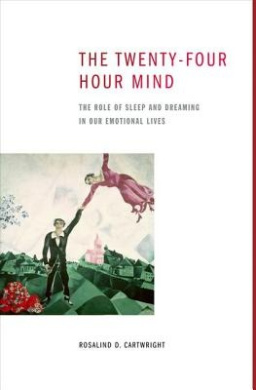 THE TWENTY-FOUR
HOUR MIND
THE ROLE OF SLEEP AND DREAMING
IN OUR EMOTIONAL LIVES
ROSALIND D. CARTWRIGHT